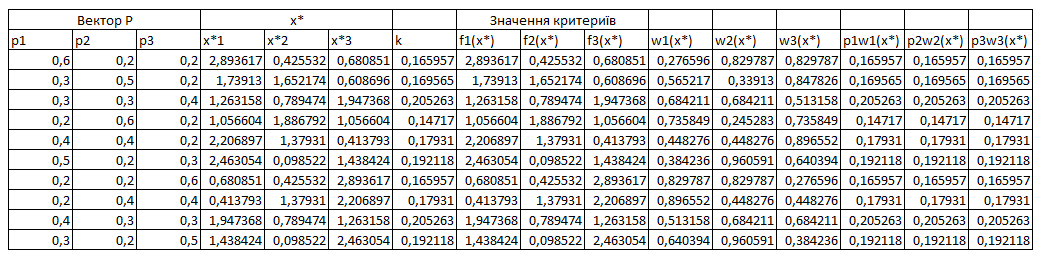 Вектор P x* Значення критериїв
p1 p2 p3 x*1 x*2 x*3 k f1(x*) f2(x*) f3(x*) w1(x*) w2(x*) w3(x*) p1w1(x*) p2w2(x*) p3w3(x*)
0,6 0,2 0,2 2,893617 0,425532 0,680851 0,165957 2,893617 0,425532 0,680851 0,276596 0,829787 0,829787 0,165957 0,165957 0,165957
0,3 0,5 0,2 1,73913 1,652174 0,608696 0,169565 1,73913 1,652174 0,608696 0,565217 0,33913 0,847826 0,169565 0,169565 0,169565
0,3 0,3 0,4 1,263158 0,789474 1,947368 0,205263 1,263158 0,789474 1,947368 0,684211 0,684211 0,513158 0,205263 0,205263 0,205263
0,2 0,6 0,2 1,056604 1,886792 1,056604 0,14717 1,056604 1,886792 1,056604 0,735849 0,245283 0,735849 0,14717 0,14717 0,14717
0,4 0,4 0,2 2,206897 1,37931 0,413793 0,17931 2,206897 1,37931 0,413793 0,448276 0,448276 0,896552 0,17931 0,17931 0,17931
0,5 0,2 0,3 2,463054 0,098522 1,438424 0,192118 2,463054 0,098522 1,438424 0,384236 0,960591 0,640394 0,192118 0,192118 0,192118
0,2 0,2 0,6 0,680851 0,425532 2,893617 0,165957 0,680851 0,425532 2,893617 0,829787 0,829787 0,276596 0,165957 0,165957 0,165957
0,2 0,4 0,4 0,413793 1,37931 2,206897 0,17931 0,413793 1,37931 2,206897 0,896552 0,448276 0,448276 0,17931 0,17931 0,17931
0,4 0,3 0,3 1,947368 0,789474 1,263158 0,205263 1,947368 0,789474 1,263158 0,513158 0,684211 0,684211 0,205263 0,205263 0,205263
0,3 0,2 0,5 1,438424 0,098522 2,463054 0,192118 1,438424 0,098522 2,463054 0,640394 0,960591 0,384236 0,192118 0,192118 0,192118